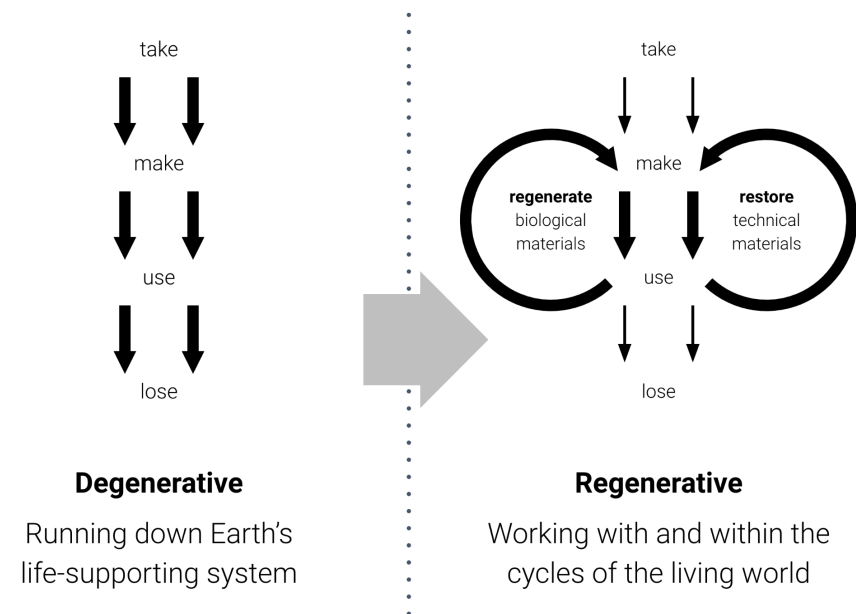 take
make
use
lose
Degenerative
Running down Earth's
life-supporting system
take
make
regenerate
biological
materials
restore
technical
materials
use
lose
Regenerative
Working with and within the
cycles of the living world